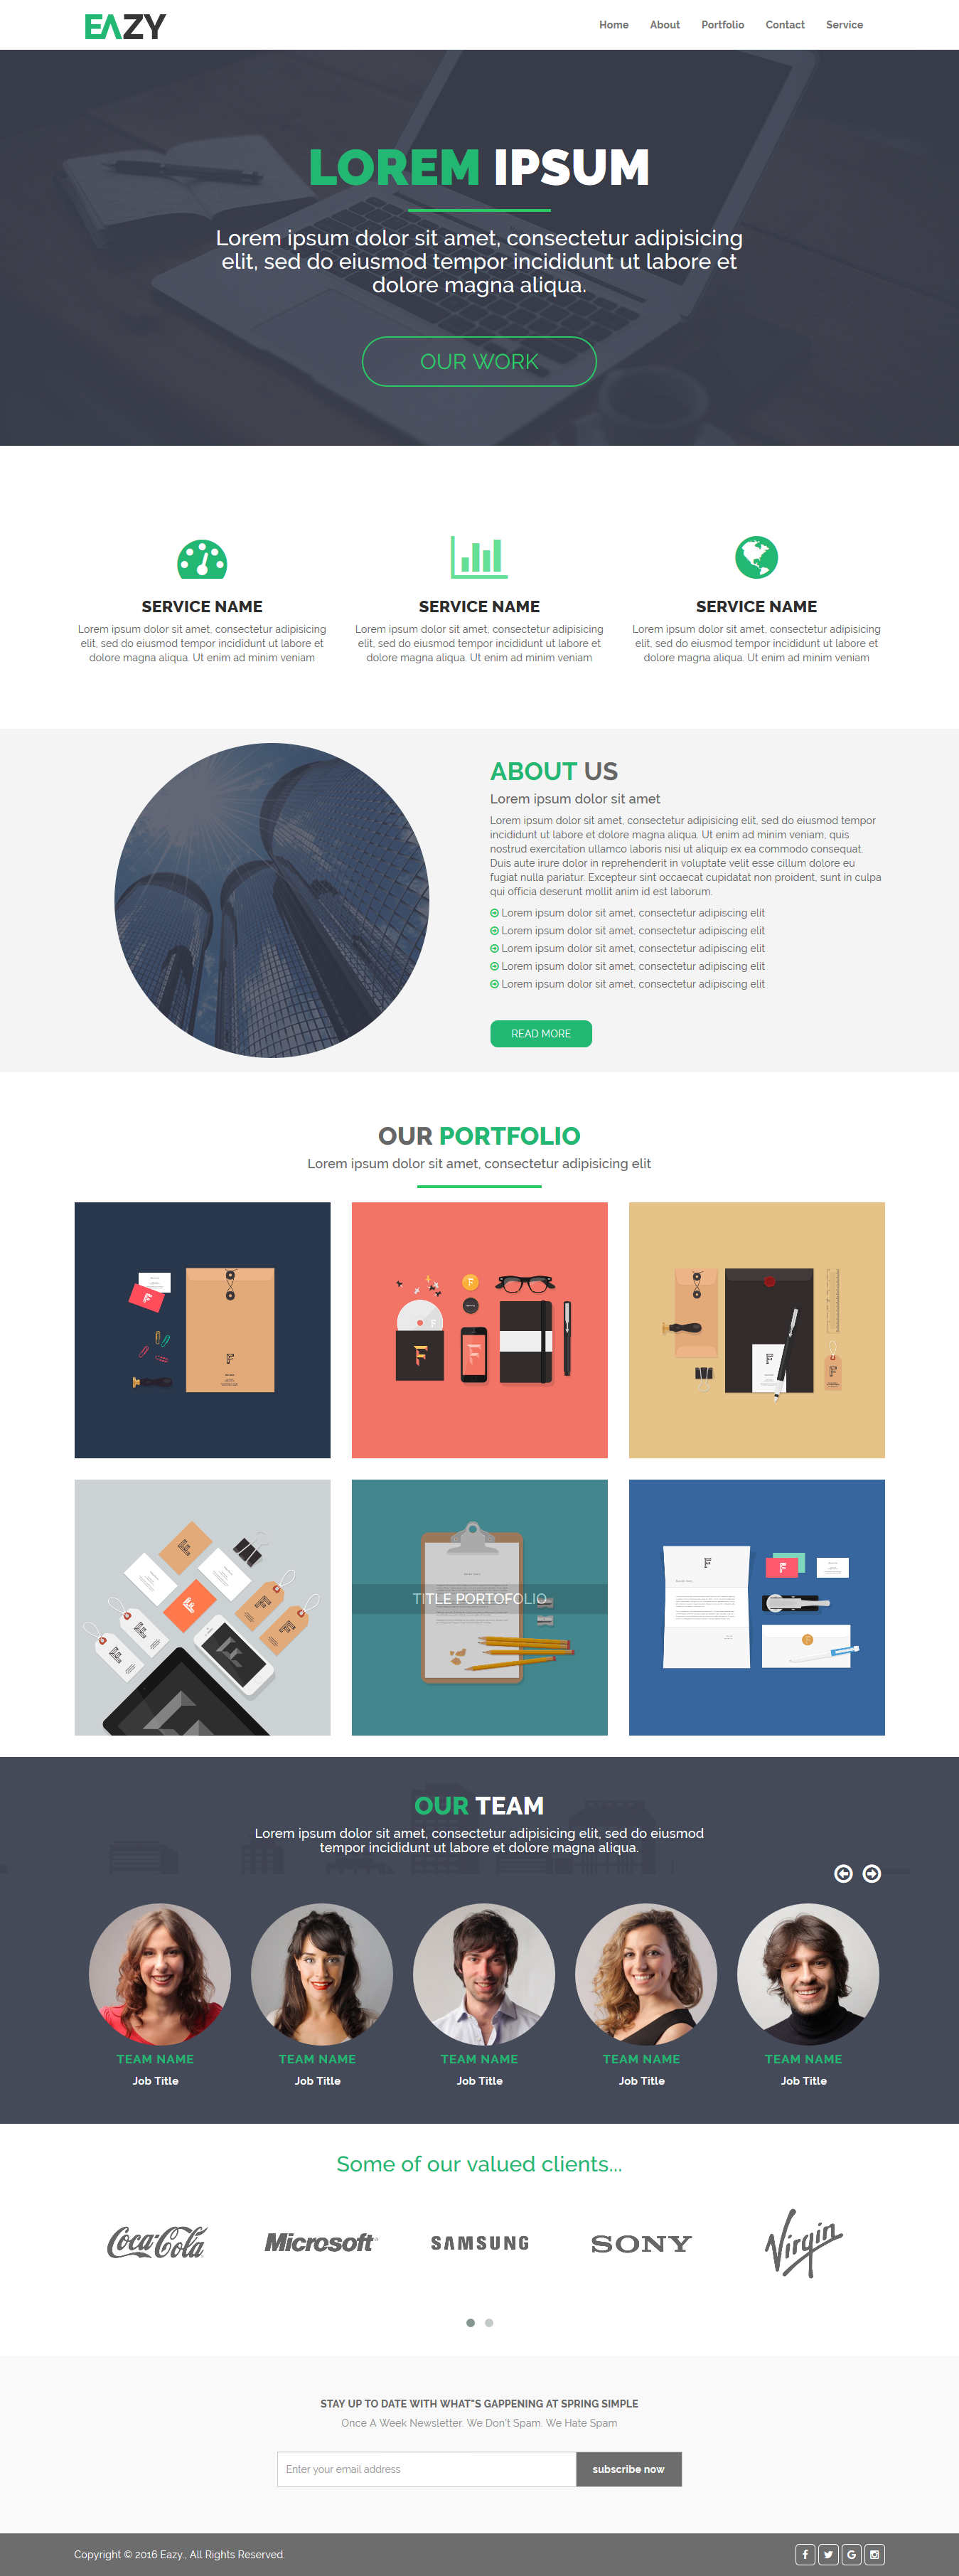 EAZY
Home About Portfolio Contact Service
LOREM IPSUM
Lorem ipsum dolor sit amet, consectetur adipisicing
elit, sed do eiusmod tempor incididunt ut labore et
dolore magna aliqua.
OUR WORK
SERVICE NAME
Lorem ipsum dolor sit amet, consectetur adipisicing
elit, sed do eiusmod tempor incididunt ut labore et
dolore magna aliqua. Ut enim ad minim veniam
SERVICE NAME
Lorem ipsum dolor sit amet, consectetur adipisicing
elit, sed do eiusmod tempor incididunt ut labore et
dolore magna aliqua. Ut enim ad minim veniam
SERVICE NAME
Lorem ipsum dolor sit amet, consectetur adipisicing
elit, sed do eiusmod tempor incididunt ut labore et
dolore magna aliqua. Ut enim ad minim veniam
ABOUT US
Lorem ipsum dolor sit amet
Lorem ipsum dolor sit amet, consectetur adipisicing elit, sed do eiusmod tempor
incididunt ut labore et dolore magna aliqua. Ut enim ad minim veniam, quis
nostrud exercitation ullamco laboris nisi ut aliquip ex ea commodo consequat.
Duis aute irure dolor in reprehenderit in voluptate velit esse cillum dolore eu
fugiat nulla pariatur. Excepteur sint occaecat cupidatat non proident, sunt in culpa
qui officia deserunt mollit anim id est laborum.
Lorem ipsum dolor sit amet, consectetur adipiscing elit
Lorem ipsum dolor sit amet, consectetur adipiscing elit
Lorem ipsum dolor sit amet, consectetur adipiscing elit
Lorem ipsum dolor sit amet, consectetur adipiscing elit
Lorem ipsum dolor sit amet, consectetur adipiscing elit
READ MORE
OUR PORTFOLIO
Lorem ipsum dolor sit amet, consectetur adipisicing elit
TITLE PORTOFOLIO
OUR TEAM
Lorem ipsum dolor sit amet, consectetur adipisicing elit, sed do eiusmod
tempor incididunt ut labore et dolore magna aliqua.
TEAM NAME TEAM NAME TEAM NAME TEAM NAME TEAM NAME
Job Title Job Title Job Title Job Title Job Title
Some of our valued clients...
Coca-Cola Microsoft SAMSUNG SONY Virgin
STAY UP TO DATE WITH WHAT"S GAPPENING AT SPRING SIMPLE
Once A Week Newsletter. We Don't Spam. We Hate Spam
Enter your email address subscribe now
Copyright © 2016 Eazy., All Rights Reserved.